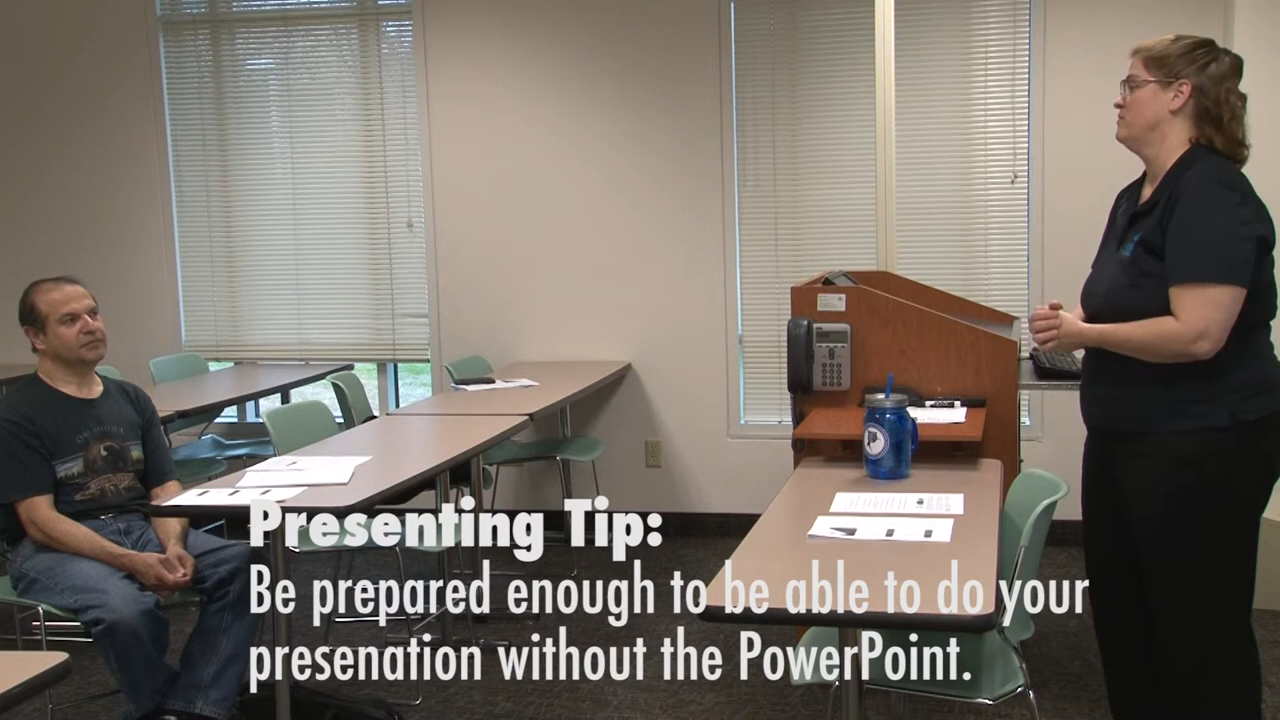 Presenting Tip:
Be prepared enough to be able to do your
presenation without the PowerPoint.